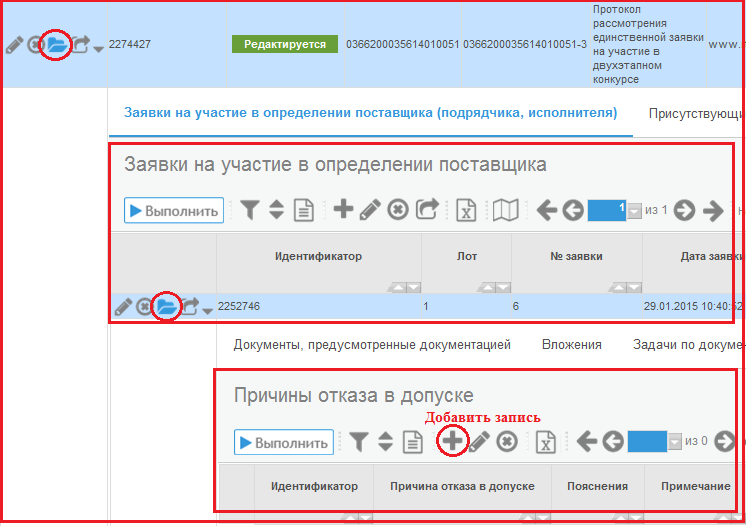 Протокол
рассмотрения
единственной заявки
на участие в
двухэтапном
конкурсе
2274427 Редактируется 0366200035614010051 0366200035614010051-3 www.
Заявки на участие в определении поставщика (подрядчика, исполнителя) Присутствующи
Заявки на участие в определении поставщика
Выполнить 1 из 1
Идентификатор Лот № заявки Дата заявки
2252746 1 6 29.01.2015 10:40:52
Документы, предусмотренные документацией Вложения Задачи по докуме
Причины отказа в допуске
Добавить запись
Выполнить из 0
Идентификатор Причина отказа в допуске Пояснения Примечание